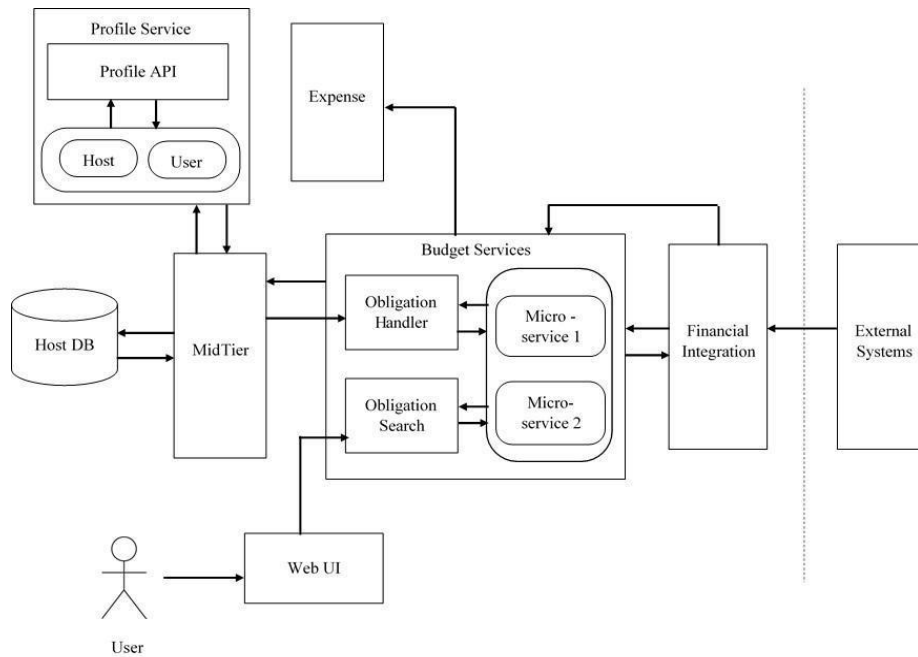 Profile Service
Profile API
Host
User
Expense
Budget Services
Obligation
Handler
Micro -
service 1
Obligation
Search
Micro-
service 2
MidTier
Host DB
Financial
Integration
External
Systems
Web UI
User